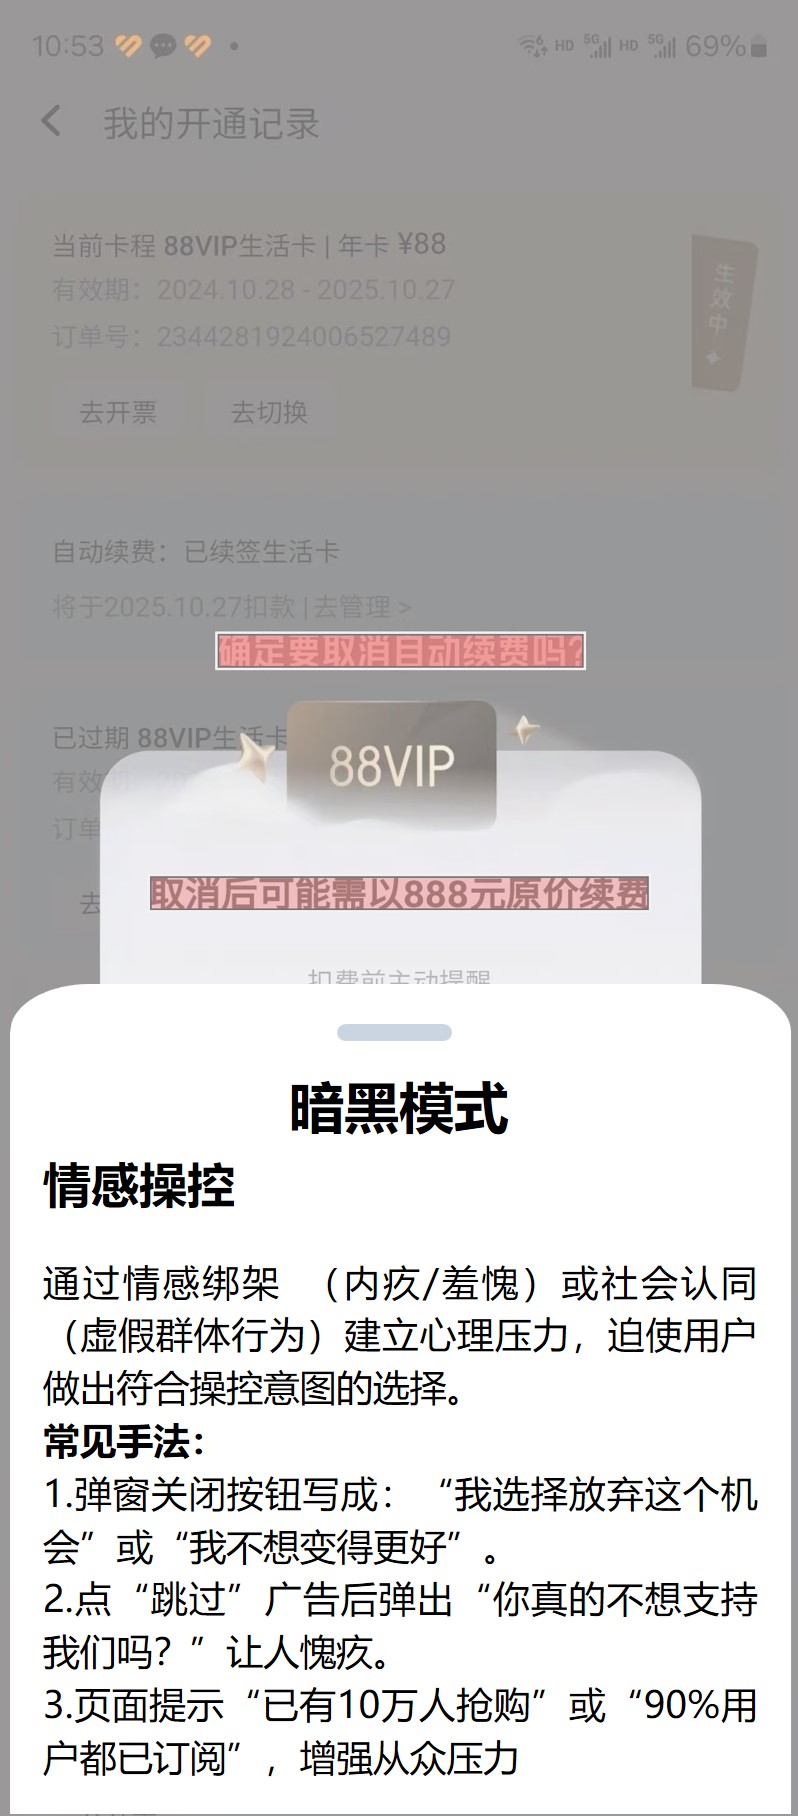 10:53
HD 5G HD 5G 69%
我的开通记录
当前卡程 88VIP生活卡 | 年卡 ¥88
有效期：2024.10.28 - 2025.10.27
订单号：2344281924006527489
生效中
去开票 去切换
自动续费：已续签生活卡
将于2025.10.27扣款 | 去管理 >
确定要取消自动续费吗?
已过期 88VIP生活卡
88VIP
有效
订单
取消后可能需以888元原价续费
去
扣费前主动提醒
暗黑模式
情感操控
通过情感绑架 （内疚/羞愧）或社会认同
（虚假群体行为）建立心理压力，迫使用户
做出符合操控意图的选择。
常见手法：
1.弹窗关闭按钮写成：“我选择放弃这个机
会”或“我不想变得更好”。
2.点“跳过”广告后弹出“你真的不想支持
我们吗？”让人愧疚。
3.页面提示“已有10万人抢购”或“90%用
户都已订阅”，增强从众压力